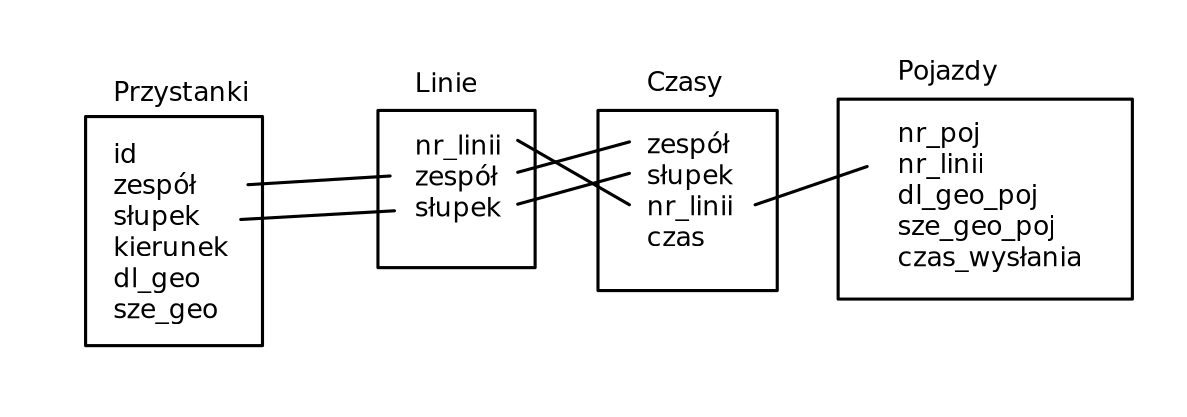 Przystanki
id
zespół
słupek
kierunek
dl_geo
sze_geo
Linie
nr_linii
zespół
słupek
Czasy
zespół
słupek
nr_linii
czas
Pojazdy
nr_poj
nr_linii
dl_geo_poj
sze_geo_poj
czas_wysłania